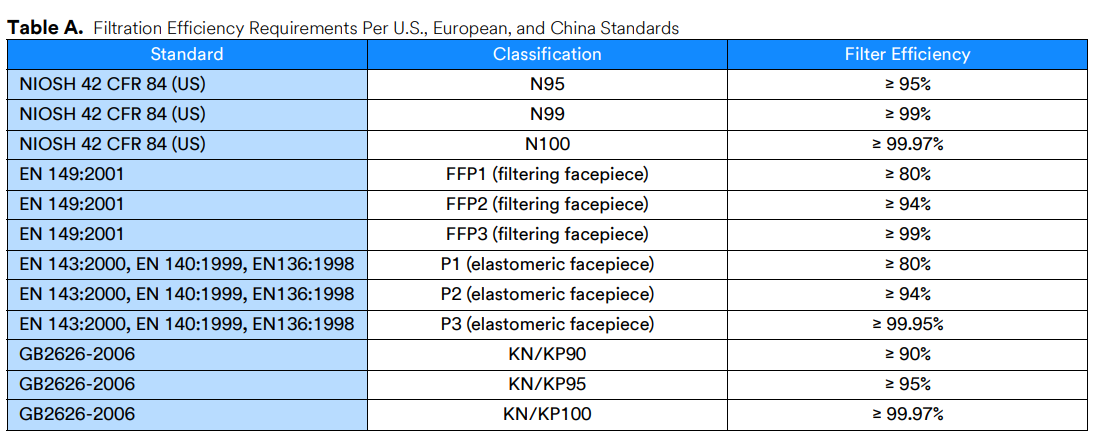 Table A. Filtration Efficiency Requirements Per U.S., European, and China Standards
Standard Classification Filter Efficiency
NIOSH 42 CFR 84 (US) N95 ≥ 95%
NIOSH 42 CFR 84 (US) N99 ≥ 99%
NIOSH 42 CFR 84 (US) N100 ≥ 99.97%
EN 149:2001 FFP1 (filtering facepiece) ≥ 80%
EN 149:2001 FFP2 (filtering facepiece) ≥ 94%
EN 149:2001 FFP3 (filtering facepiece) ≥ 99%
EN 143:2000, EN 140:1999, EN136:1998 P1 (elastomeric facepiece) ≥ 80%
EN 143:2000, EN 140:1999, EN136:1998 P2 (elastomeric facepiece) ≥ 94%
EN 143:2000, EN 140:1999, EN136:1998 P3 (elastomeric facepiece) ≥ 99.95%
GB2626-2006 KN/KP90 ≥ 90%
GB2626-2006 KN/KP95 ≥ 95%
GB2626-2006 KN/KP100 ≥ 99.97%